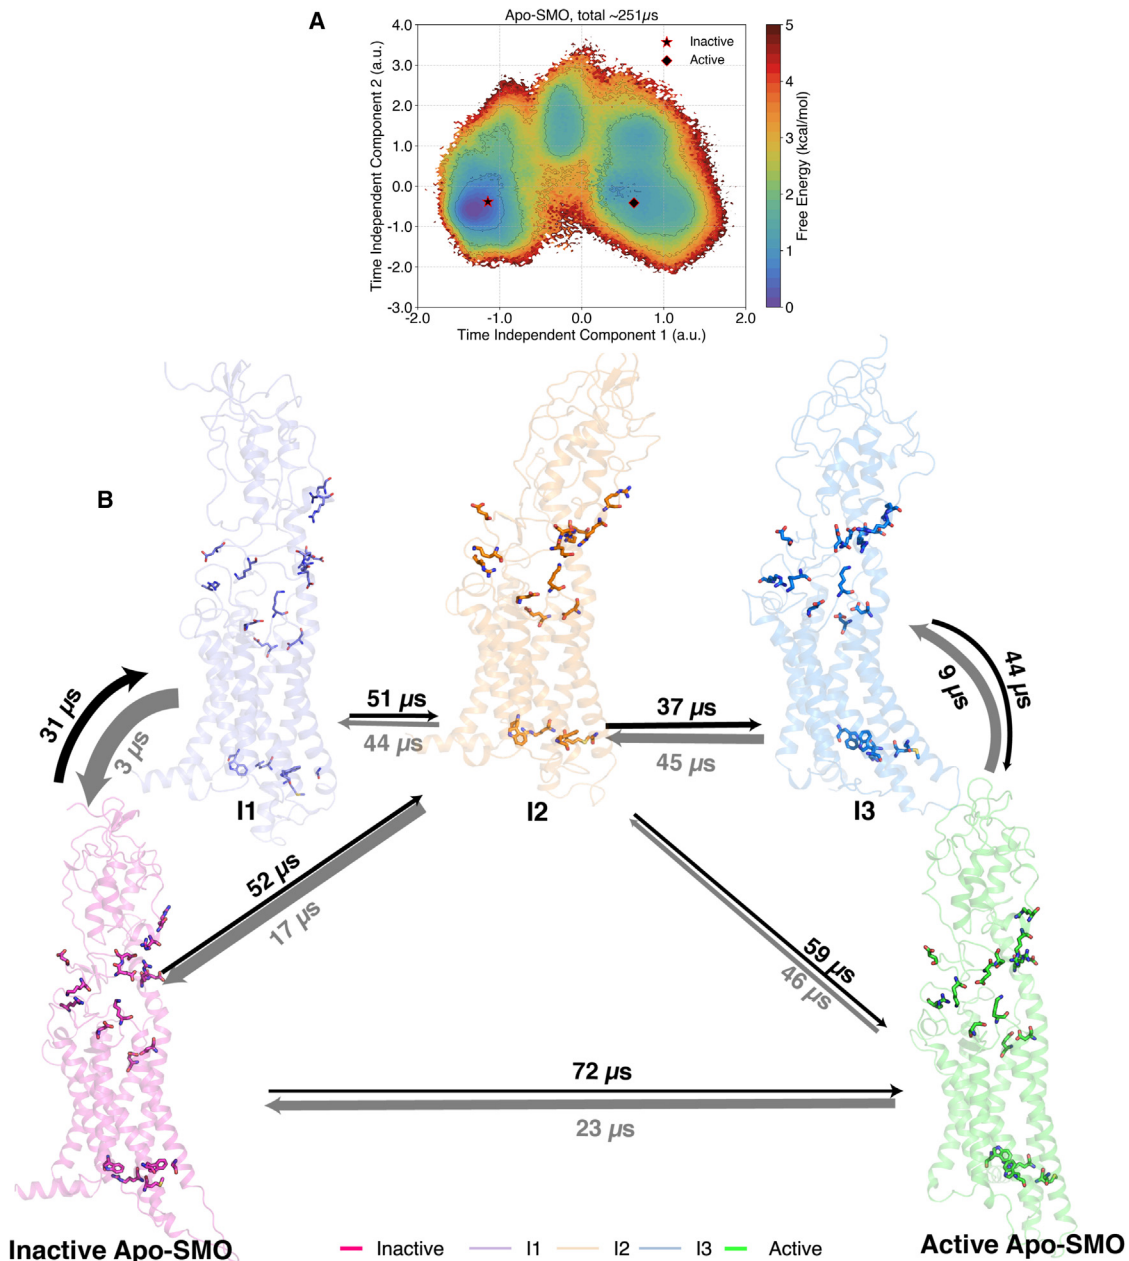 A
Apo-SMO, total ~251μs
Time Independent Component 2 (a.u.)
4.0
3.0
2.0
1.0
0.0
-1.0
-2.0
-3.0
-2.0 -1.0 0.0 1.0 2.0
Time Independent Component 1 (a.u.)
Inactive
Active
5
4
3
2
1
0
Free Energy (kcal/mol)
B
31 μs
3 μs
51 μs
44 μs
37 μs
45 μs
44 μs
9 μs
I1
I2
I3
52 μs
17 μs
59 μs
46 μs
72 μs
23 μs
Inactive Apo-SMO
Active Apo-SMO
Inactive I1 I2 I3 Active